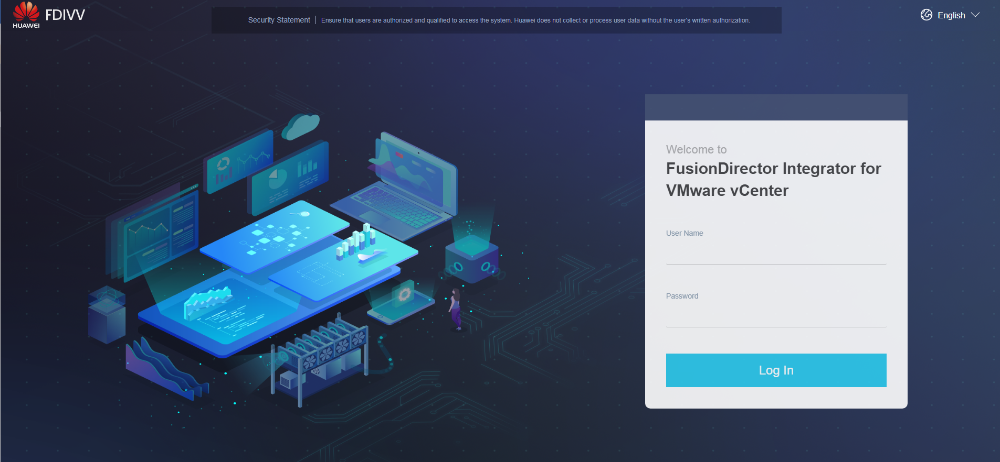 HUAWEI
FDIVV
Security Statement
Ensure that users are authorized and qualified to access the system. Huawei does not collect or process user data without the user's written authorization.
English
Welcome to
FusionDirector Integrator for
VMware vCenter
User Name
Password
Log In